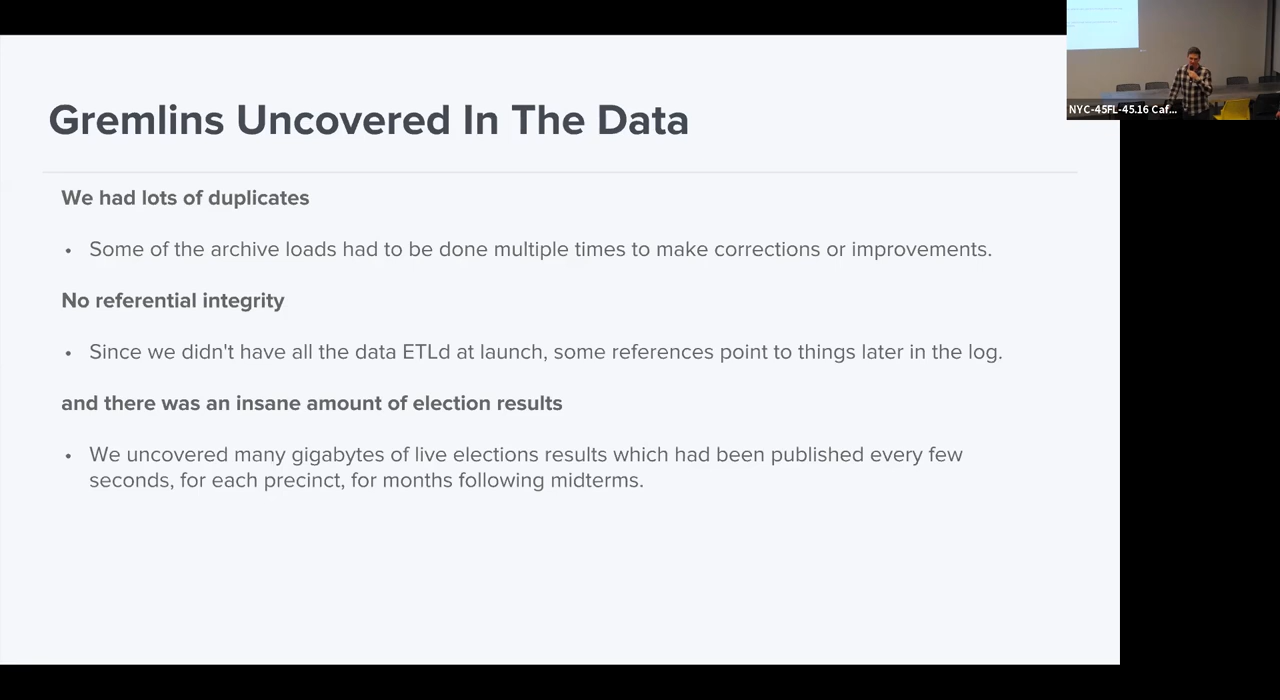 Gremlins Uncovered In The Data
We had lots of duplicates
• Some of the archive loads had to be done multiple times to make corrections or improvements.
No referential integrity
• Since we didn't have all the data ETLd at launch, some references point to things later in the log.
and there was an insane amount of election results
• We uncovered many gigabytes of live elections results which had been published every few
seconds, for each precinct, for months following midterms.
NYC-45FL-45.16 Caf...